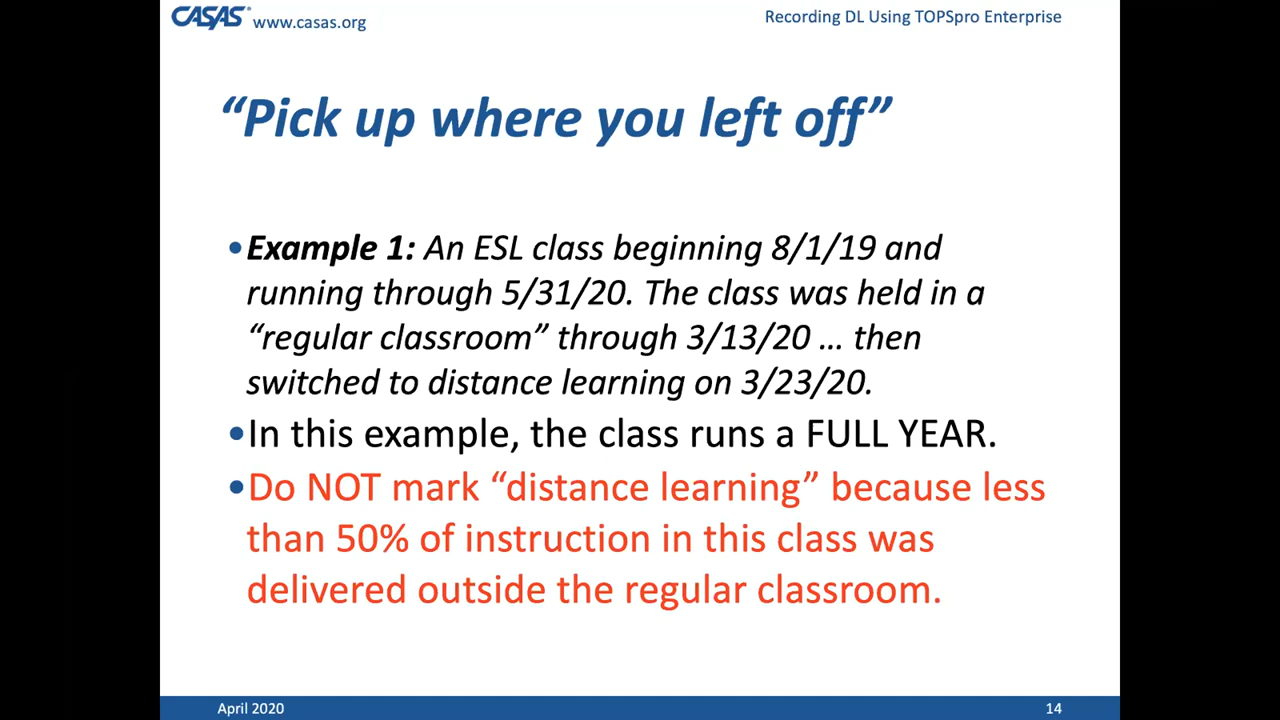 CASAS® www.casas.org
Recording DL Using TOPSpro Enterprise
“Pick up where you left off”
•Example 1: An ESL class beginning 8/1/19 and
running through 5/31/20. The class was held in a
“regular classroom” through 3/13/20 … then
switched to distance learning on 3/23/20.
•In this example, the class runs a FULL YEAR.
•Do NOT mark “distance learning” because less
than 50% of instruction in this class was
delivered outside the regular classroom.
April 2020
14